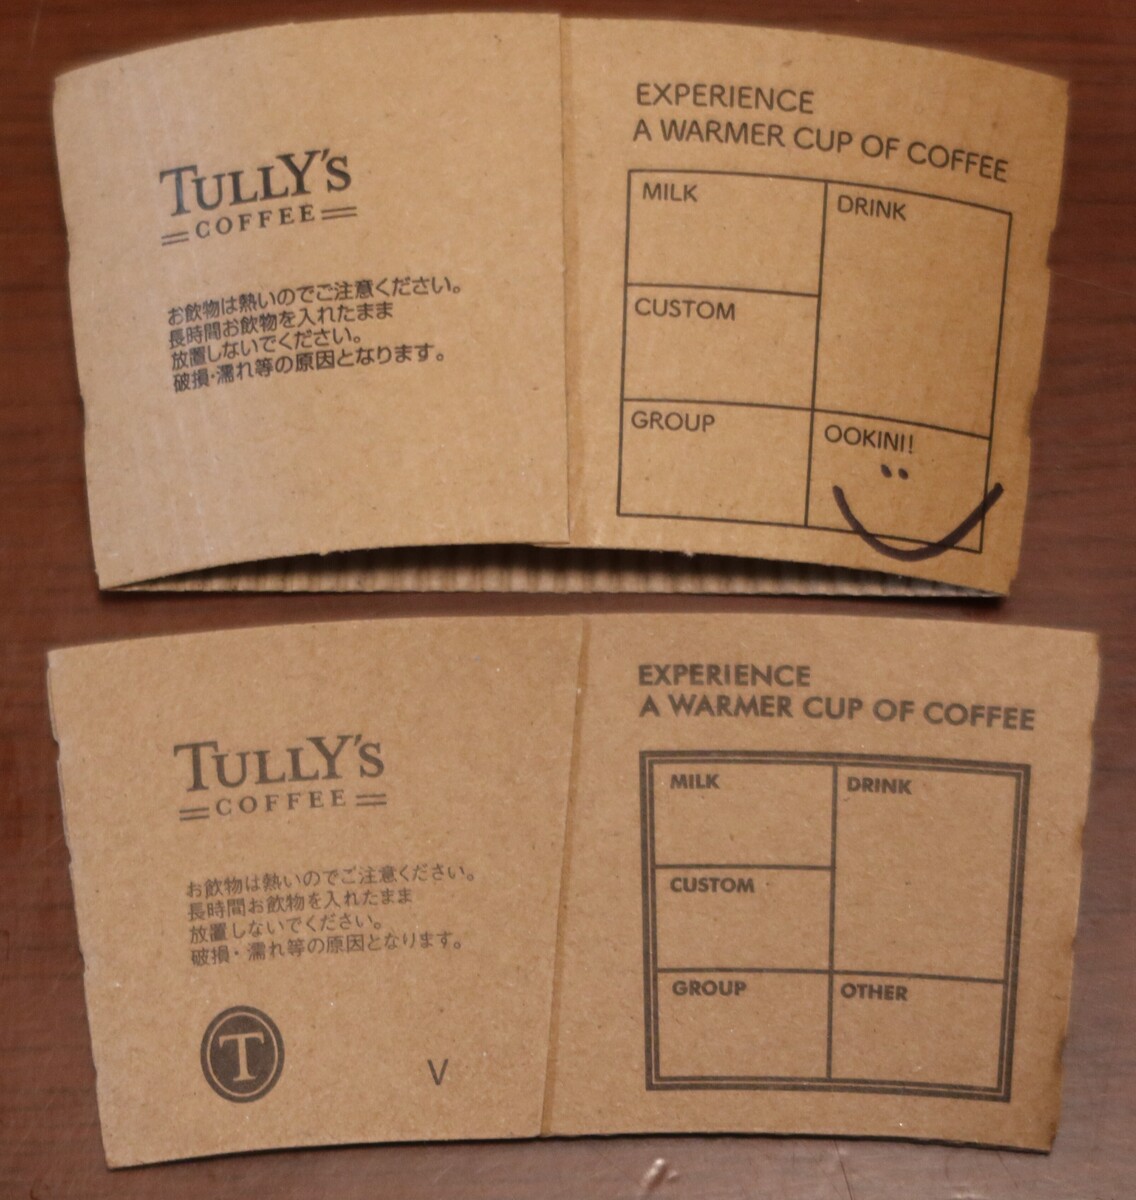 TULLY'S
COFFEE
お飲物は熱いのでご注意ください。
長時間お飲物を入れたまま
放置しないでください。
破損・濡れ等の原因となります。
EXPERIENCE
A WARMER CUP OF COFFEE
MILK
DRINK
CUSTOM
GROUP
OOKINI!
TULLY'S
COFFEE
お飲物は熱いのでご注意ください。
長時間お飲物を入れたまま
放置しないでください。
破損・濡れ等の原因となります。
T
V
EXPERIENCE
A WARMER CUP OF COFFEE
MILK
DRINK
CUSTOM
GROUP
OTHER